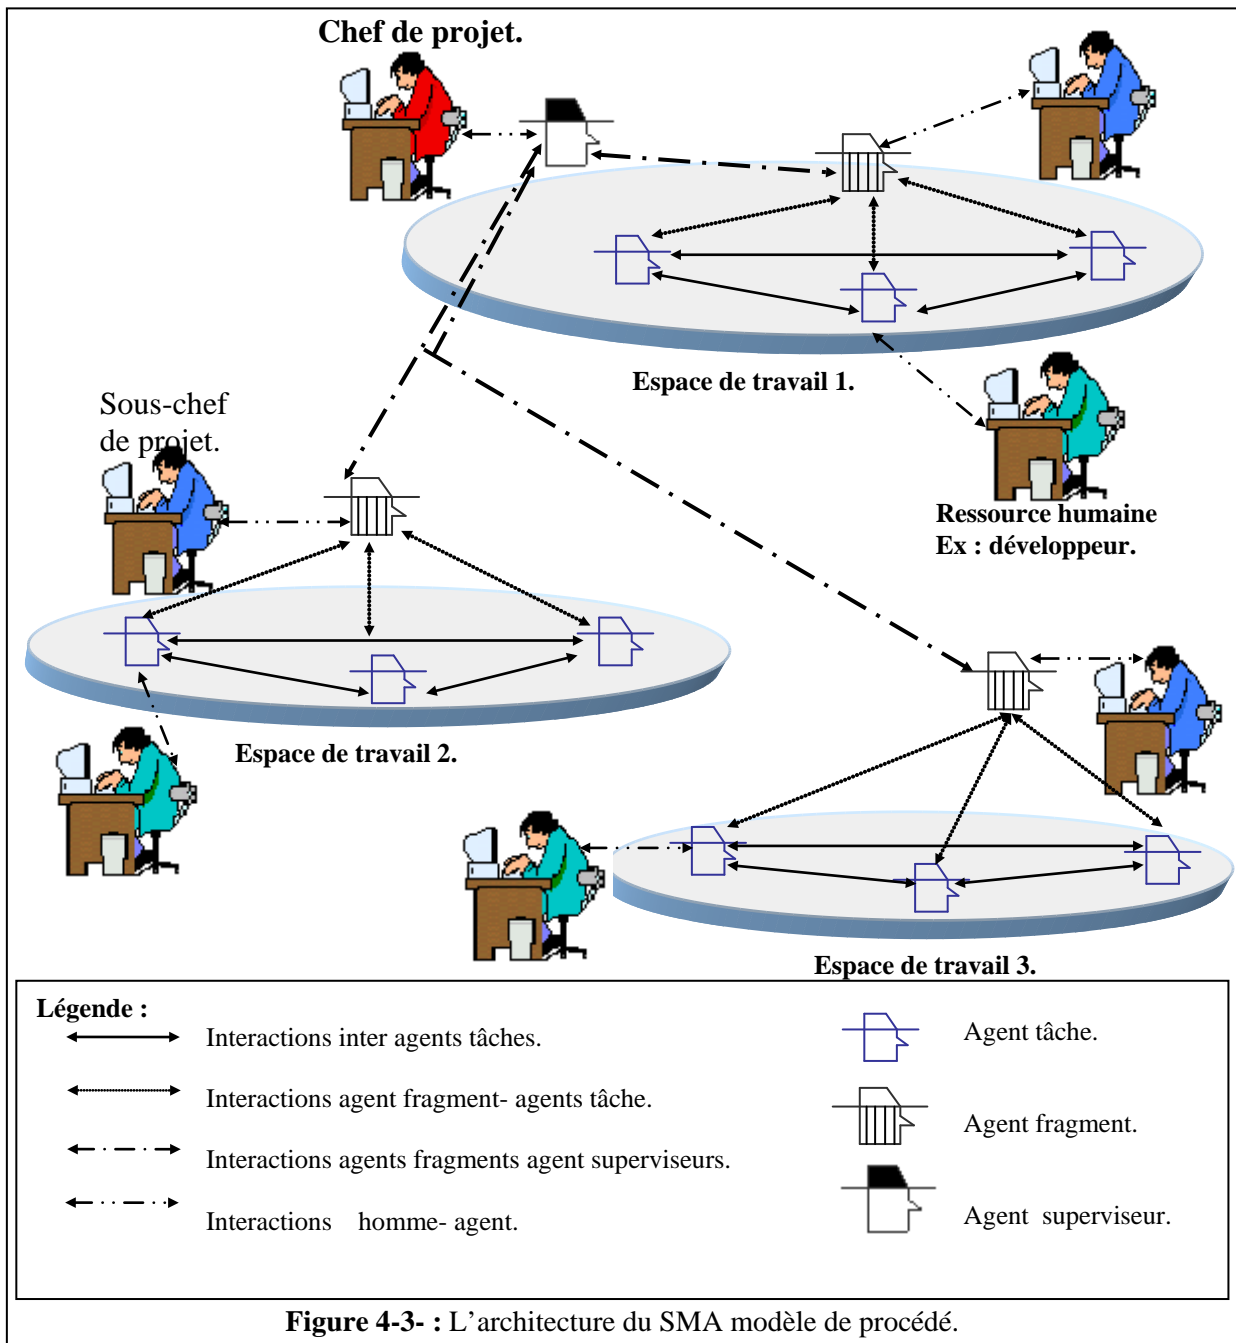 Chef de projet.
Espace de travail 1.
Sous-chef
de projet.
Ressource humaine
Ex : développeur.
Espace de travail 2.
Espace de travail 3.
Légende :
Interactions inter agents tâches.
Interactions agent fragment- agents tâche.
Interactions agents fragments agent superviseurs.
Interactions homme- agent.
Agent tâche.
Agent fragment.
Agent superviseur.
Figure 4-3- : L’architecture du SMA modèle de procédé.